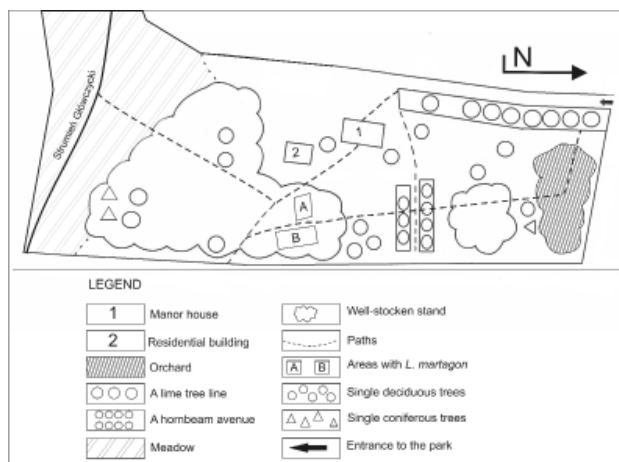 N
Strumień Główczycki
1
2
A
B
LEGEND
1 Manor house
2 Residential building
Orchard
A lime tree line
A hornbeam avenue
Meadow
Well-stocken stand
Paths
A B Areas with L. martagon
Single deciduous trees
Single coniferous trees
Entrance to the park